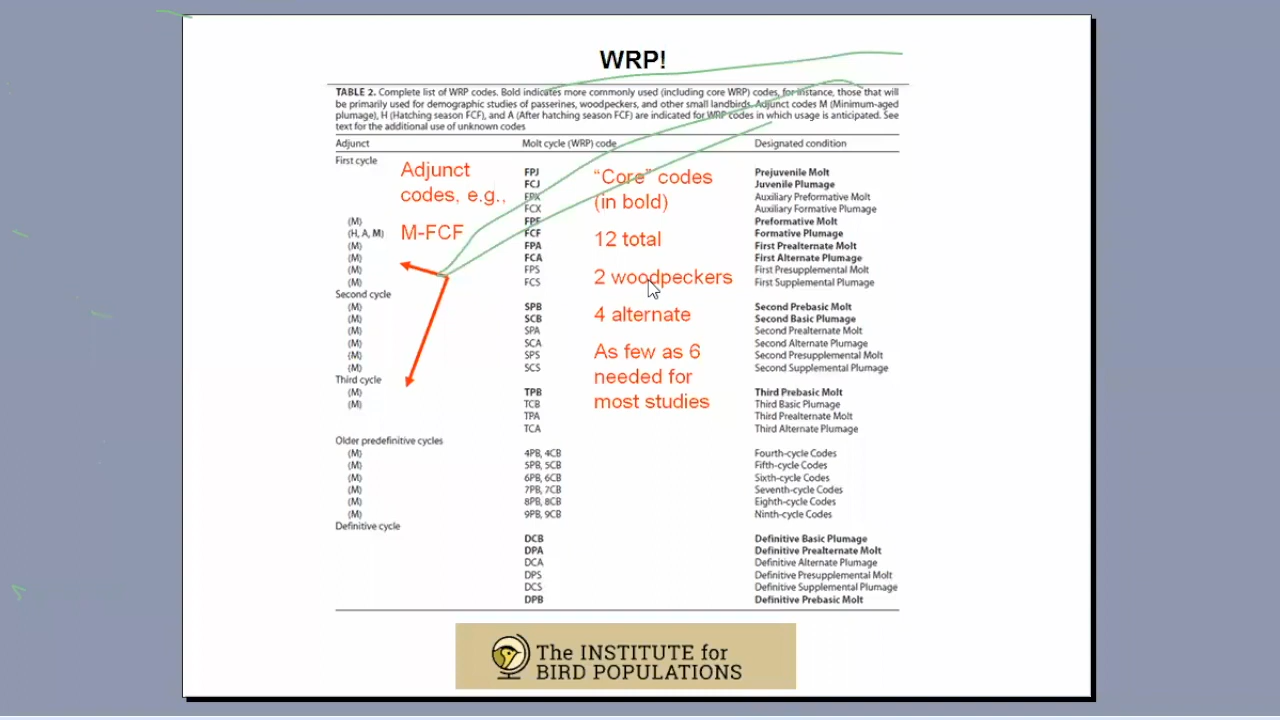 WRP!
TABLE 2. Complete list of WRP codes. Bold indicates more commonly used (including core WRP) codes, for instance, those that will
be primarily used for demographic studies of passerines, woodpeckers, and other small landbirds. Adjunct codes M (Minimum-aged
plumage), H (Hatching season FCF), and A (After hatching season FCF) are indicated for WRP codes in which usage is anticipated. See
text for the additional use of unknown codes
Adjunct Molt cycle (WRP) code Designated condition
First cycle
FPJ Prejuvenile Molt
FCJ Juvenile Plumage
FPX Auxiliary Preformative Molt
FCX Auxiliary Formative Plumage
(M) FPF Preformative Molt
(H, A, M) FCF Formative Plumage
(M) FPA First Prealternate Molt
(M) FCA First Alternate Plumage
(M) FPS First Presupplemental Molt
(M) FCS First Supplemental Plumage
Second cycle
(M) SPB Second Prebasic Molt
(M) SCB Second Basic Plumage
(M) SPA Second Prealternate Molt
(M) SCA Second Alternate Plumage
(M) SPS Second Presupplemental Molt
(M) SCS Second Supplemental Plumage
Third cycle
(M) TPB Third Prebasic Molt
(M) TCB Third Basic Plumage
TPA Third Prealternate Molt
TCA Third Alternate Plumage
Older predefinitive cycles
(M) 4PB, 4CB Fourth-cycle Codes
(M) 5PB, 5CB Fifth-cycle Codes
(M) 6PB, 6CB Sixth-cycle Codes
(M) 7PB, 7CB Seventh-cycle Codes
(M) 8PB, 8CB Eighth-cycle Codes
(M) 9PB, 9CB Ninth-cycle Codes
Definitive cycle
DCB Definitive Basic Plumage
DPA Definitive Prealternate Molt
DCA Definitive Alternate Plumage
DPS Definitive Presupplemental Molt
DCS Definitive Supplemental Plumage
DPB Definitive Prebasic Molt
Adjunct
codes, e.g.,
M-FCF
“Core” codes
(in bold)
12 total
2 woodpeckers
4 alternate
As few as 6
needed for
most studies
The INSTITUTE for
BIRD POPULATIONS